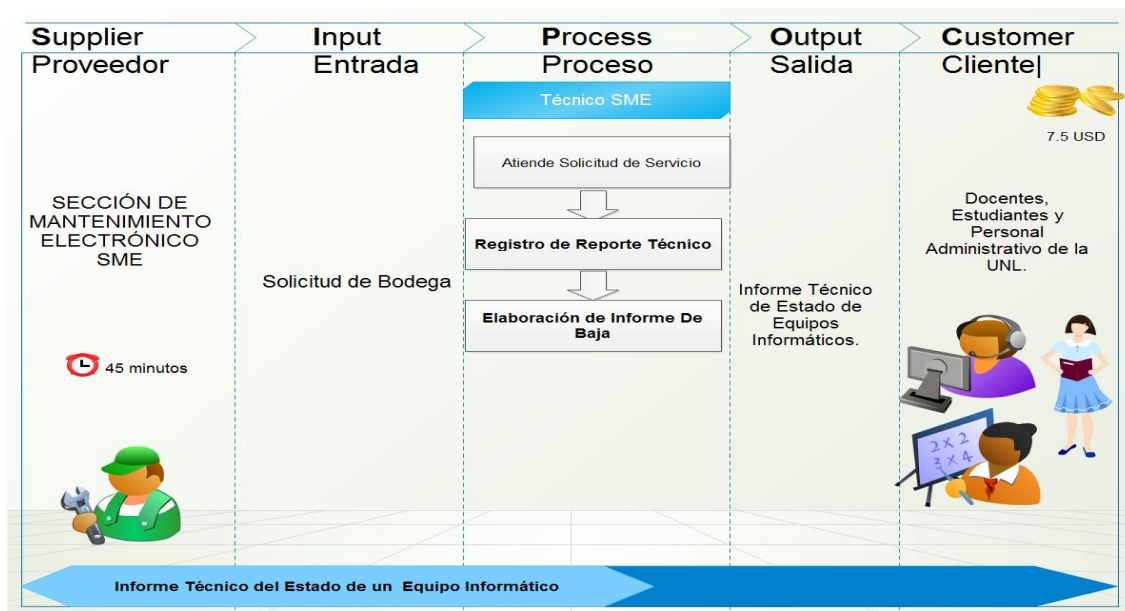 Supplier
Proveedor
Input
Entrada
Process
Proceso
Output
Salida
Customer
Cliente|
Técnico SME
7.5 USD
Atiende Solicitud de Servicio
SECCIÓN DE
MANTENIMIENTO
ELECTRÓNICO
SME
Docentes,
Estudiantes y
Personal
Administrativo de la
UNL.
Registro de Reporte Técnico
Solicitud de Bodega
Informe Técnico
de Estado de
Equipos
Informáticos.
Elaboración de Informe De
Baja
45 minutos
2 X 2
3 X 4
Informe Técnico del Estado de un Equipo Informático